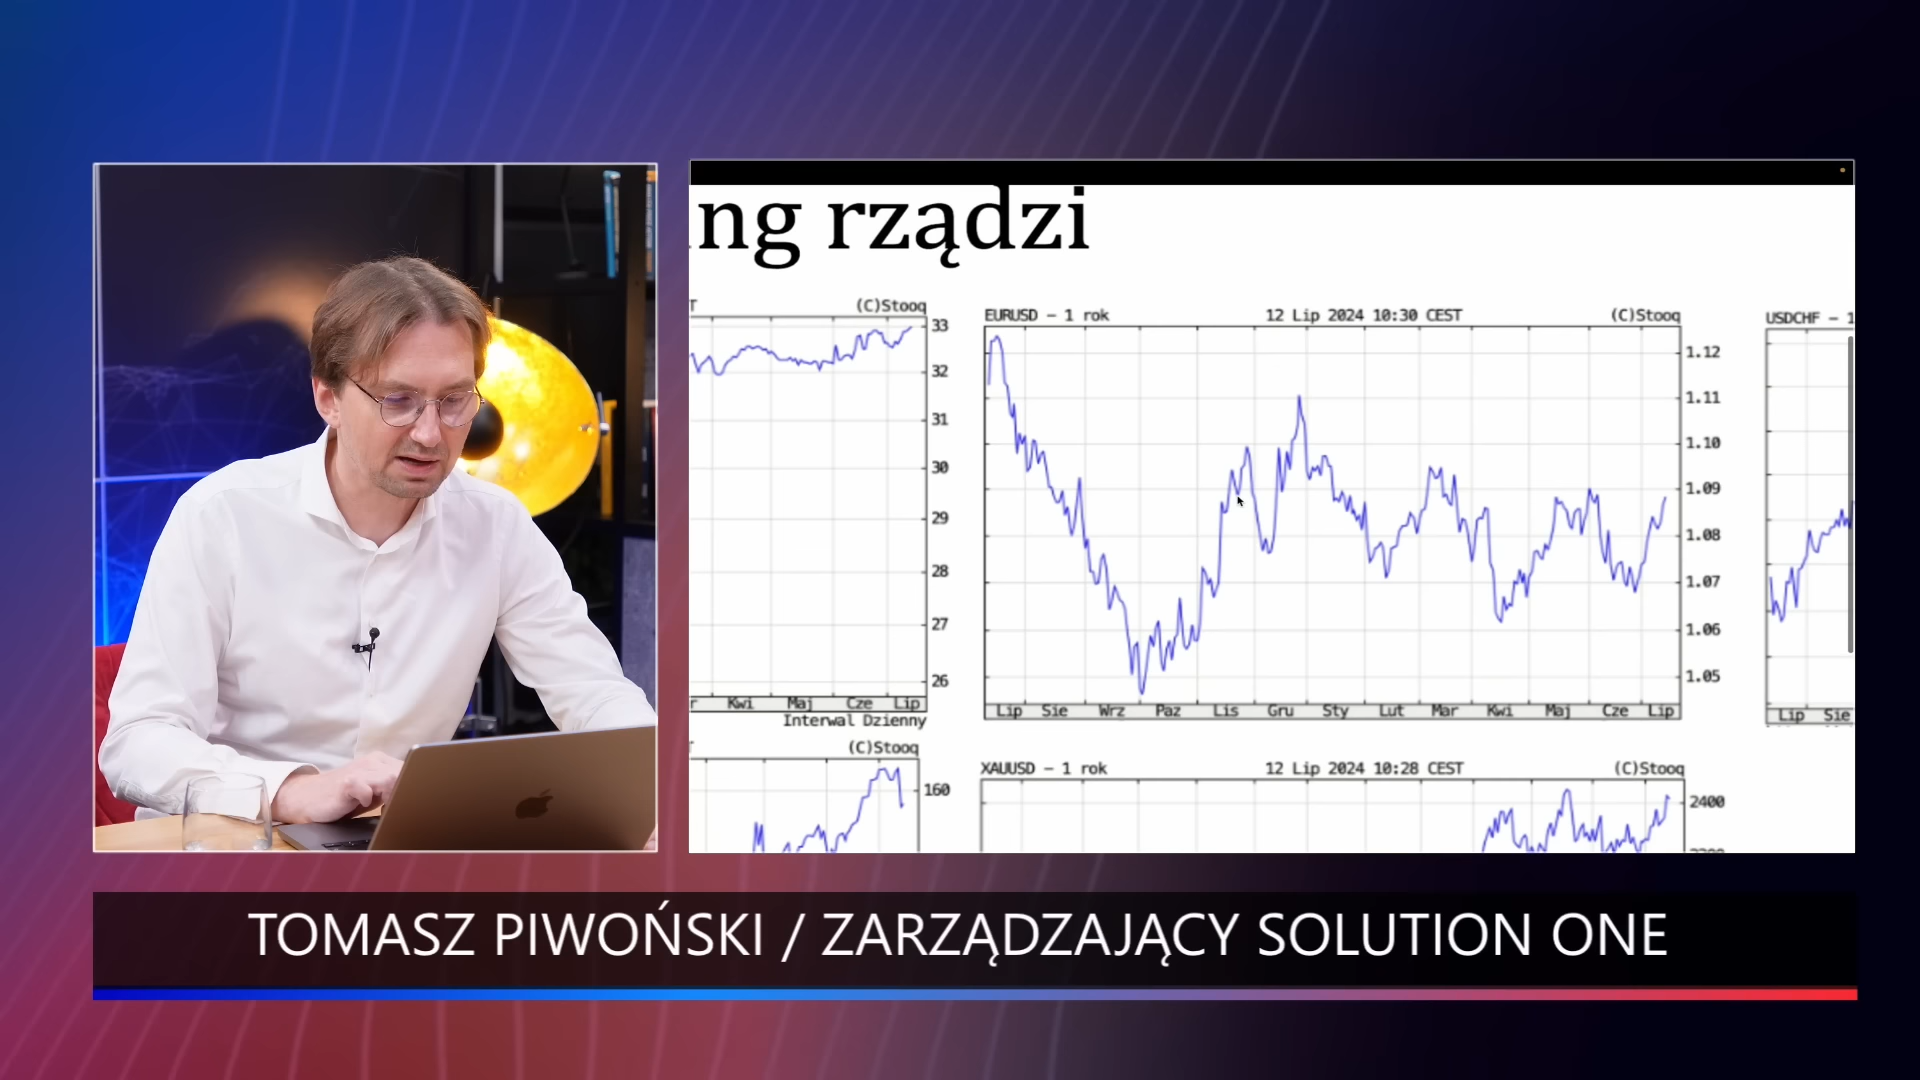 ng rządzi
T
(C)Stooq
33
32
31
30
29
28
27
26
r Kwi Maj Cze Lip
Interwal Dzienny
EURUSD - 1 rok 12 Lip 2024 10:30 CEST (C)Stooq
1.12
1.11
1.10
1.09
1.08
1.07
1.06
1.05
Lip Sie Wrz Paz Lis Gru Sty Lut Mar Kwi Maj Cze Lip
USDCHF - 1
Lip Sie
T
(C)Stooq
160
XAUUSD - 1 rok 12 Lip 2024 10:28 CEST (C)Stooq
2400
TOMASZ PIWOŃSKI / ZARZĄDZAJĄCY SOLUTION ONE